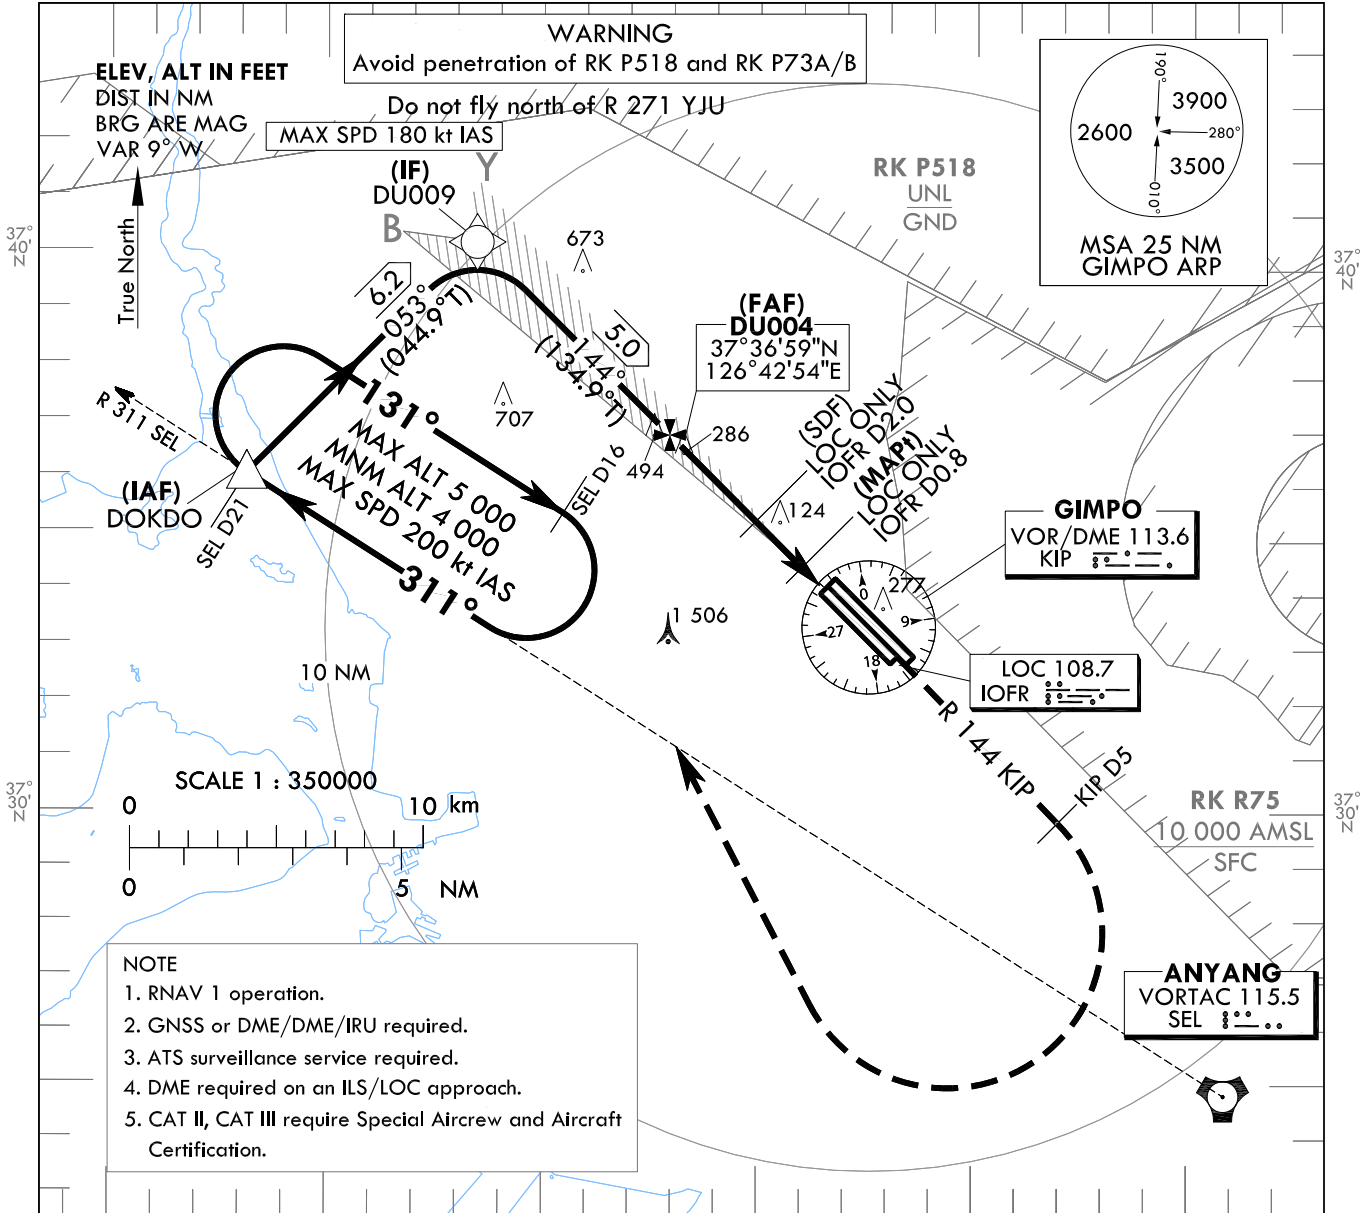 WARNING
Avoid penetration of RK P518 and RK P73A/B
Do not fly north of R 271 YJU
MAX SPD 180 kt IAS
ELEV, ALT IN FEET
DIST IN NM
BRG ARE MAG
VAR 9° W
True North
190°
3900
2600
280°
3500
010°
MSA 25 NM
GIMPO ARP
RK P518
UNL
GND
(IF)
DU009
Y
B
673
37°
40'
N
37°
40'
N
6.2
053°
(044.9°T)
5.0
144°
(134.9°T)
(FAF)
DU004
37°36'59"N
126°42'54"E
R 311 SEL
131°
MAX ALT 5 000
MNM ALT 4 000
MAX SPD 200 kt IAS
311°
707
SEL D16
494
286
(SDF)
LOC ONLY
IOFR D2.0
(MAPt)
LOC ONLY
IOFR D0.8
124
(IAF)
DOKDO
SEL D21
GIMPO
VOR/DME 113.6
KIP
277
0
9
27
18
1 506
LOC 108.7
IOFR
10 NM
R 144 KIP
KIP D5
SCALE 1 : 350000
0
10 km
0
5
NM
37°
30'
N
37°
30'
N
RK R75
10 000 AMSL
SFC
NOTE
1. RNAV 1 operation.
2. GNSS or DME/DME/IRU required.
3. ATS surveillance service required.
4. DME required on an ILS/LOC approach.
5. CAT II, CAT III require Special Aircrew and Aircraft
Certification.
ANYANG
VORTAC 115.5
SEL